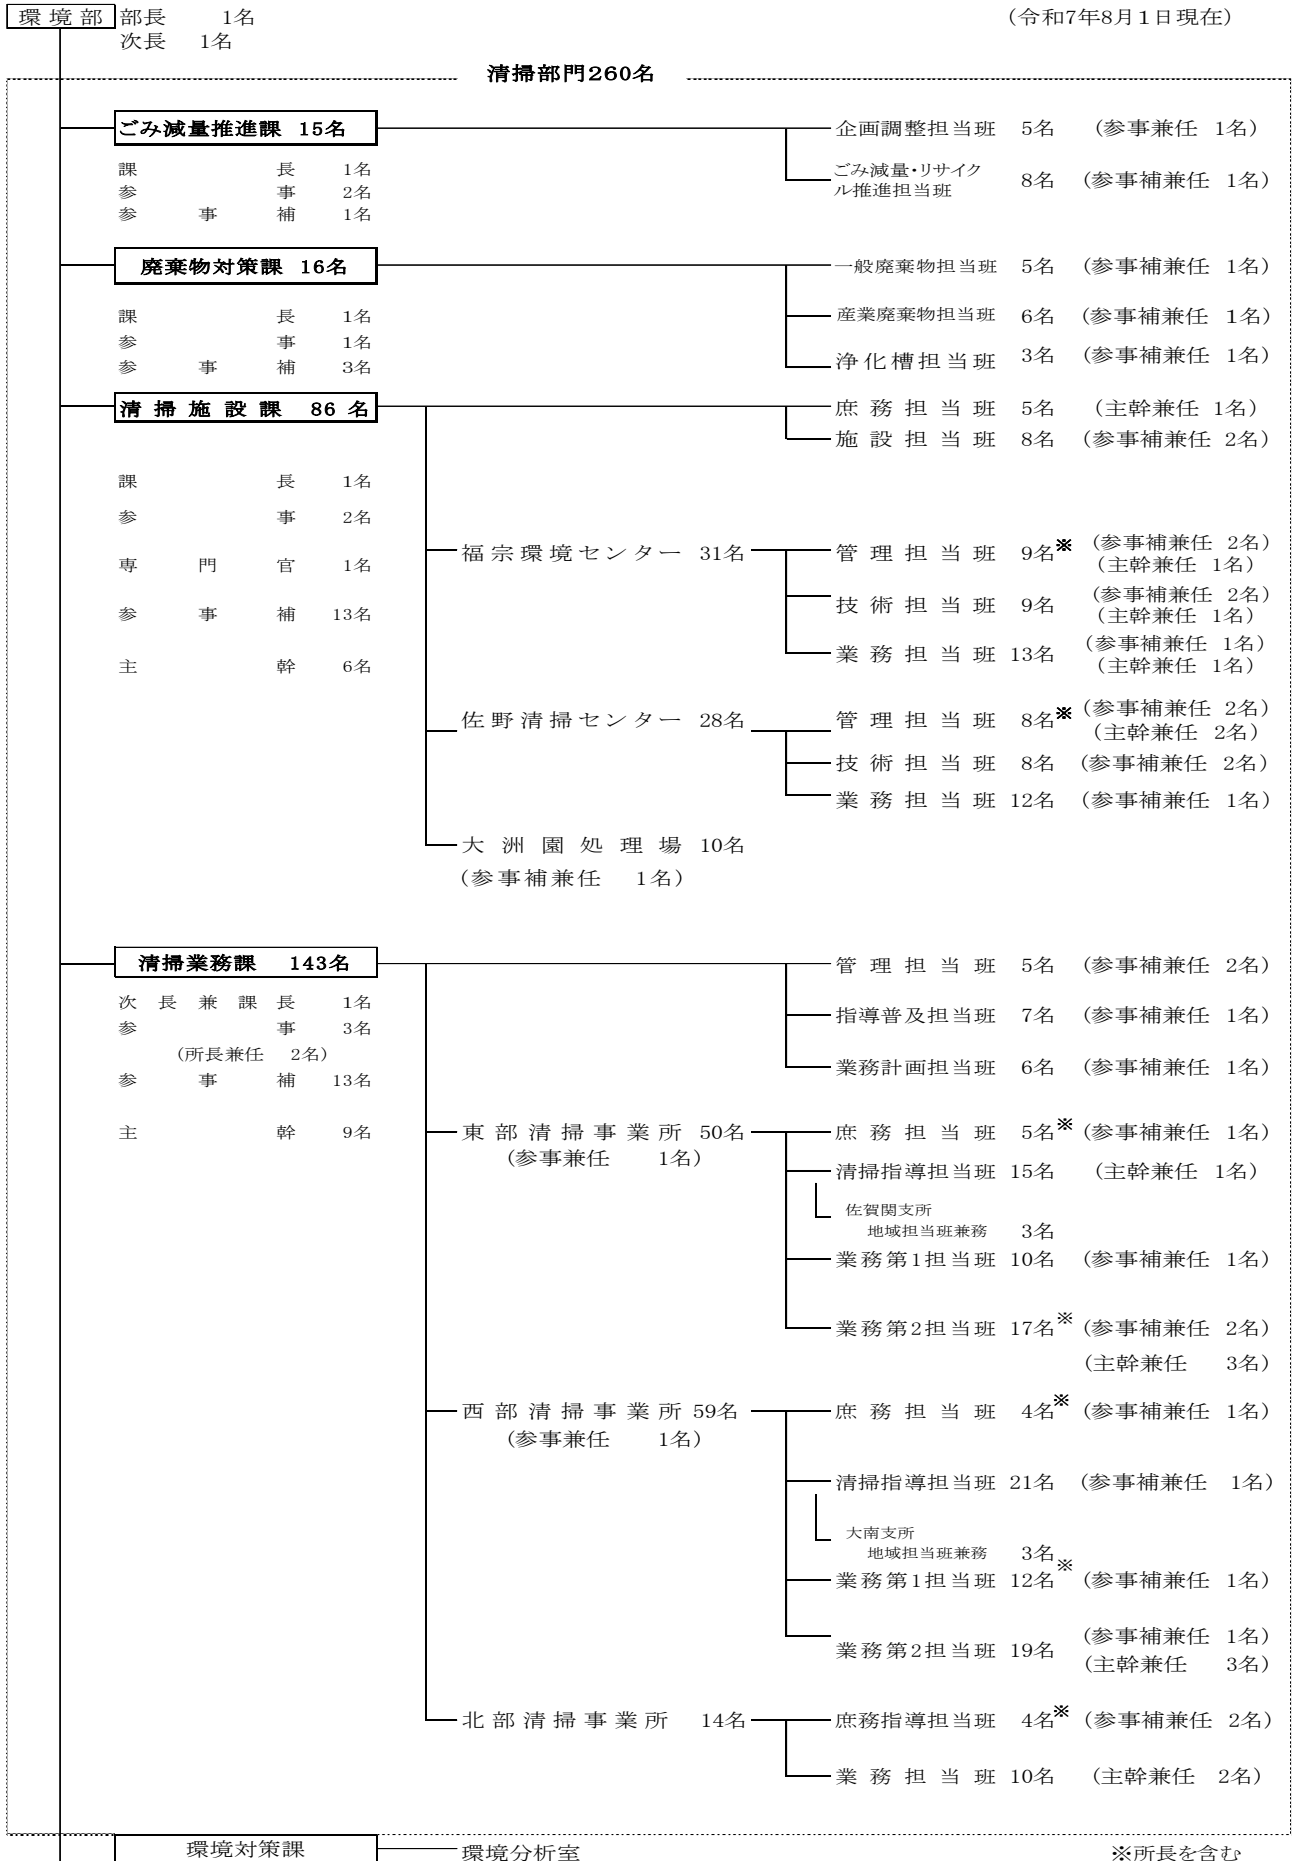 環境部 部長 1名 (令和7年8月1日現在)
次長 1名
清掃部門260名
ごみ減量推進課 15名 企画調整担当班 5名 (参事兼任 1名)
課長 1名
参事 2名
参事補 1名
ごみ減量・リサイク
ル推進担当班 8名 (参事補兼任 1名)
廃棄物対策課 16名 一般廃棄物担当班 5名 (参事補兼任 1名)
課長 1名 産業廃棄物担当班 6名 (参事補兼任 1名)
参事 1名
参事補 3名 浄化槽担当班 3名 (参事補兼任 1名)
清掃施設課 86名 庶務担当班 5名 (主幹兼任 1名)
施設担当班 8名 (参事補兼任 2名)
課長 1名
参事 2名
専門官 1名
参事補 13名
主幹 6名
福宗環境センター 31名 管理担当班 9名※ (参事補兼任 2名)
(主幹兼任 1名)
技術担当班 9名 (参事補兼任 2名)
(主幹兼任 1名)
業務担当班 13名 (参事補兼任 1名)
(主幹兼任 1名)
佐野清掃センター 28名 管理担当班 8名※ (参事補兼任 2名)
(主幹兼任 2名)
技術担当班 8名 (参事補兼任 2名)
業務担当班 12名 (参事補兼任 1名)
大洲園処理場 10名
(参事補兼任 1名)
清掃業務課 143名 管理担当班 5名 (参事補兼任 2名)
次長兼課長 1名
参事 3名
(所長兼任 2名)
参事補 13名
主幹 9名
指導普及担当班 7名 (参事補兼任 1名)
業務計画担当班 6名 (参事補兼任 1名)
東部清掃事業所 50名 庶務担当班 5名※ (参事補兼任 1名)
(参事兼任 1名)
清掃指導担当班 15名 (主幹兼任 1名)
佐賀関支所
地域担当班兼務 3名
業務第1担当班 10名 (参事補兼任 1名)
業務第2担当班 17名※ (参事補兼任 2名)
(主幹兼任 3名)
西部清掃事業所 59名 庶務担当班 4名※ (参事補兼任 1名)
(参事兼任 1名)
清掃指導担当班 21名 (参事補兼任 1名)
大南支所
地域担当班兼務 3名
業務第1担当班 12名※ (参事補兼任 1名)
業務第2担当班 19名 (参事補兼任 1名)
(主幹兼任 3名)
北部清掃事業所 14名 庶務指導担当班 4名※ (参事補兼任 2名)
業務担当班 10名 (主幹兼任 2名)
環境対策課 環境分析室 ※所長を含む